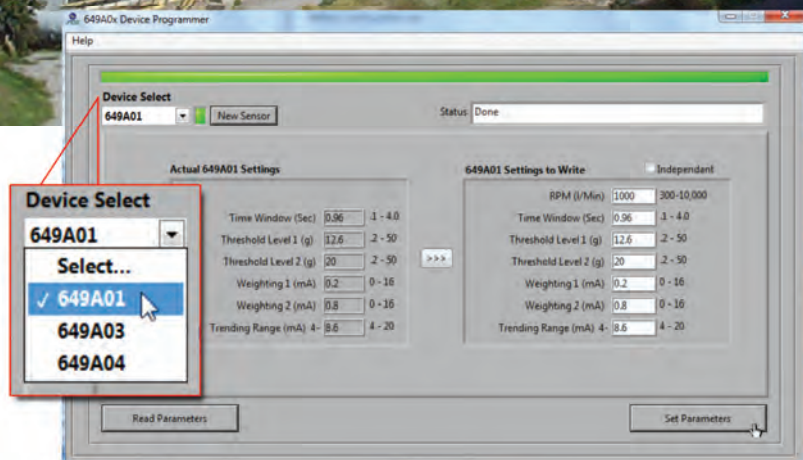 649A0x Device Programmer
Help
Device Select
649A01
New Sensor
Status Done
Actual 649A01 Settings
Time Window (Sec) 0.96 .1 - 4.0
Threshold Level 1 (g) 12.6 .2 - 50
Threshold Level 2 (g) 20 .2 - 50
Weighting 1 (mA) 0.2 0 - 16
Weighting 2 (mA) 0.8 0 - 16
Trending Range (mA) 4- 8.6 4 - 20
>>>
649A01 Settings to Write
Independant
RPM (I/Min) 1000 300-10,000
Time Window (Sec) 0.96 .1 - 4.0
Threshold Level 1 (g) 12.6 .2 - 50
Threshold Level 2 (g) 20 .2 - 50
Weighting 1 (mA) 0.2 0 - 16
Weighting 2 (mA) 0.8 0 - 16
Trending Range (mA) 4- 8.6 4 - 20
Read Parameters
Set Parameters
Device Select
649A01
Select...
✓ 649A01
649A03
649A04